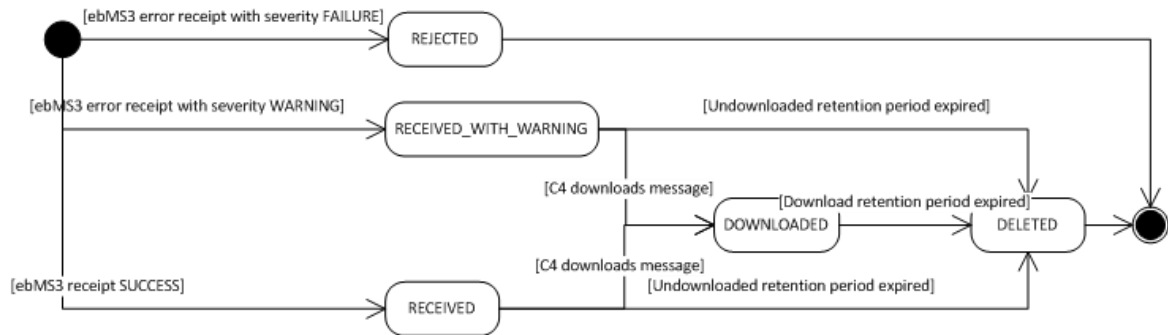 [ebMS3 error receipt with severity FAILURE]
REJECTED
[ebMS3 error receipt with severity WARNING]
RECEIVED_WITH_WARNING
[Undownloaded retention period expired]
[C4 downloads message]
DOWNLOADED
[Download retention period expired]
DELETED
[C4 downloads message]
[ebMS3 receipt SUCCESS]
RECEIVED
[Undownloaded retention period expired]